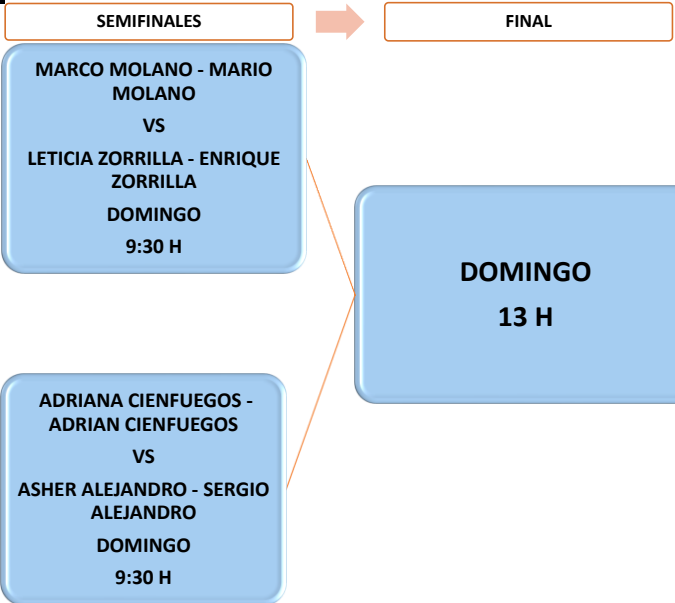 SEMIFINALES
FINAL
MARCO MOLANO - MARIO
MOLANO
VS
LETICIA ZORRILLA - ENRIQUE
ZORRILLA
DOMINGO
9:30 H
DOMINGO
13 H
ADRIANA CIENFUEGOS -
ADRIAN CIENFUEGOS
VS
ASHER ALEJANDRO - SERGIO
ALEJANDRO
DOMINGO
9:30 H